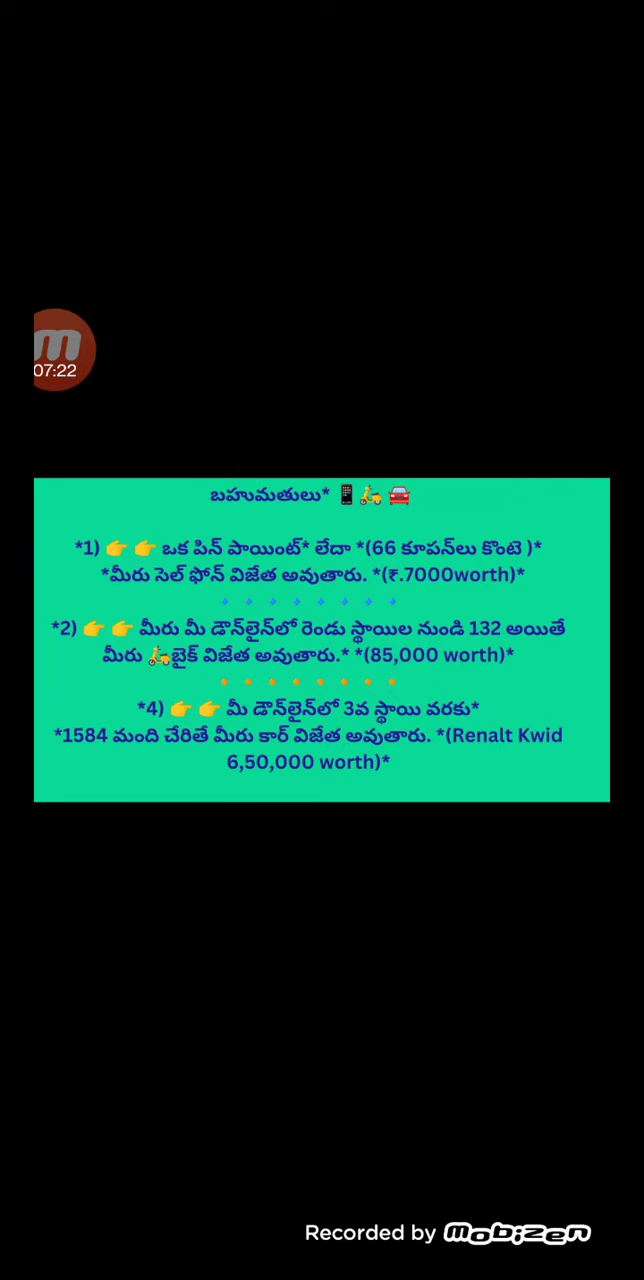 07:22
బహుమతులు* 📱🛵 🚘
*1) 👉 👉 ఒక పిన్ పాయింట్* లేదా *(66 కూపన్‌లు కొంటె )*
*మీరు సెల్ ఫోన్ విజేత అవుతారు. *(₹.7000worth)*
🔹 🔹 🔹 🔹 🔹 🔹 🔹 🔹
*2) 👉 👉 మీరు మీ డౌన్‌లైన్‌లో రెండు స్థాయిల నుండి 132 అయితే
మీరు 🛵బైక్ విజేత అవుతారు.* *(85,000 worth)*
🔸 🔸 🔸 🔸 🔸 🔸 🔸 🔸
*4) 👉 👉 మీ డౌన్‌లైన్‌లో 3వ స్థాయి వరకు*
*1584 మంది చేరితే మీరు కార్ విజేత అవుతారు. *(Renalt Kwid
6,50,000 worth)*
Recorded by mobizen